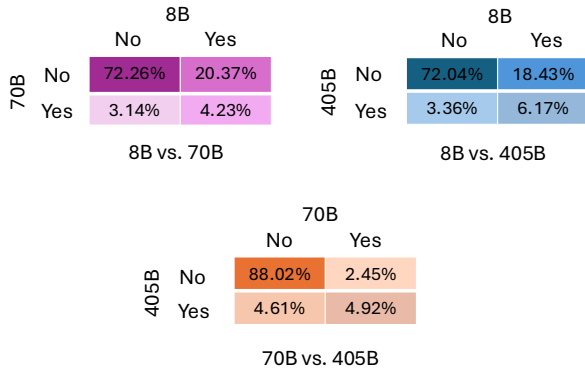 8B
No Yes
70B
No 72.26% 20.37%
Yes 3.14% 4.23%
8B vs. 70B
8B
No Yes
405B
No 72.04% 18.43%
Yes 3.36% 6.17%
8B vs. 405B
70B
No Yes
405B
No 88.02% 2.45%
Yes 4.61% 4.92%
70B vs. 405B